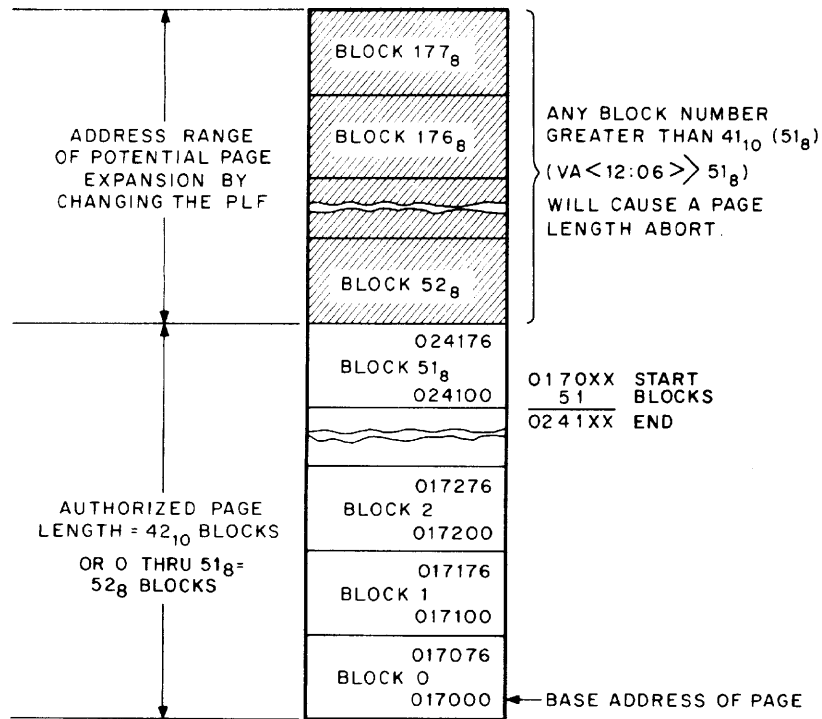 BLOCK 177₈
BLOCK 176₈
ADDRESS RANGE
OF POTENTIAL PAGE
EXPANSION BY
CHANGING THE PLF
ANY BLOCK NUMBER
GREATER THAN 41₁₀ (51₈)
(VA<12:06>> 51₈)
WILL CAUSE A PAGE
LENGTH ABORT.
BLOCK 52₈
024176
BLOCK 51₈
024100
0170XX START
51 BLOCKS
0241XX END
AUTHORIZED PAGE
LENGTH = 42₁₀ BLOCKS
OR 0 THRU 51₈=
52₈ BLOCKS
017276
BLOCK 2
017200
017176
BLOCK 1
017100
017076
BLOCK 0
017000
BASE ADDRESS OF PAGE